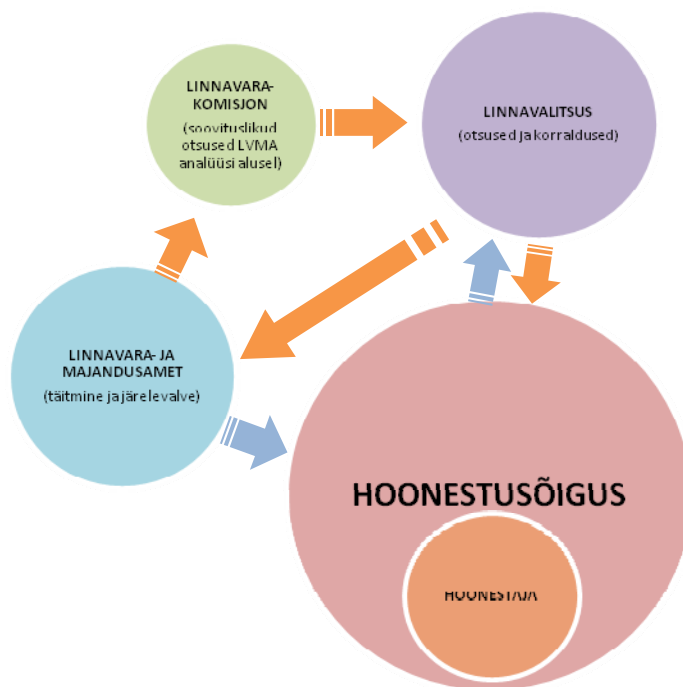 LINNAVARA-
KOMISJON
(soovituslikud
otsused LVMA
analüüsi alusel)
LINNAVALITSUS
(otsused ja korraldused)
LINNAVARA- JA
MAJANDUSAMET
(täitmine ja järelevalve)
HOONESTUSÕIGUS
HOONESTAJA